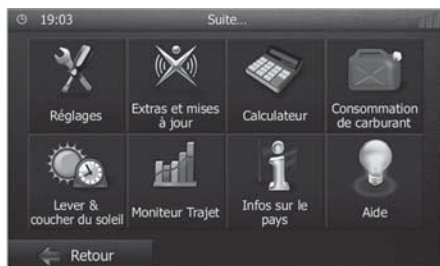 19:03 Suite...
Réglages
Extras et mises
à jour
Calculateur
Consommation
de carburant
Lever &
coucher du soleil
Moniteur Trajet
Infos sur le
pays
Aide
Retour